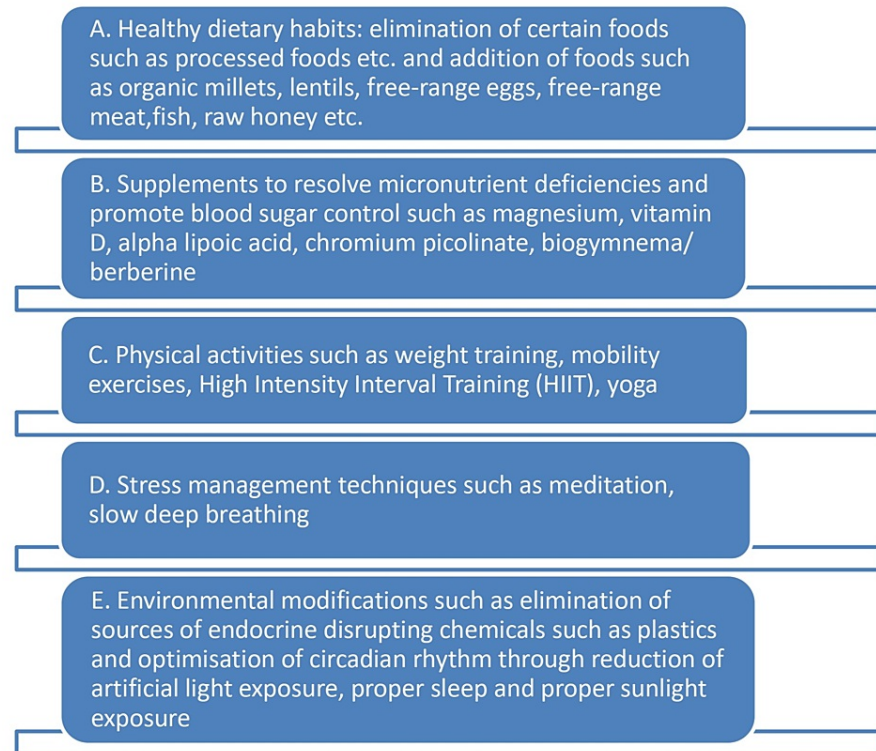 A. Healthy dietary habits: elimination of certain foods
such as processed foods etc. and addition of foods such
as organic millets, lentils, free-range eggs, free-range
meat,fish, raw honey etc.
B. Supplements to resolve micronutrient deficiencies and
promote blood sugar control such as magnesium, vitamin
D, alpha lipoic acid, chromium picolinate, biogymnema/
berberine
C. Physical activities such as weight training, mobility
exercises, High Intensity Interval Training (HIIT), yoga
D. Stress management techniques such as meditation,
slow deep breathing
E. Environmental modifications such as elimination of
sources of endocrine disrupting chemicals such as plastics
and optimisation of circadian rhythm through reduction of
artificial light exposure, proper sleep and proper sunlight
exposure